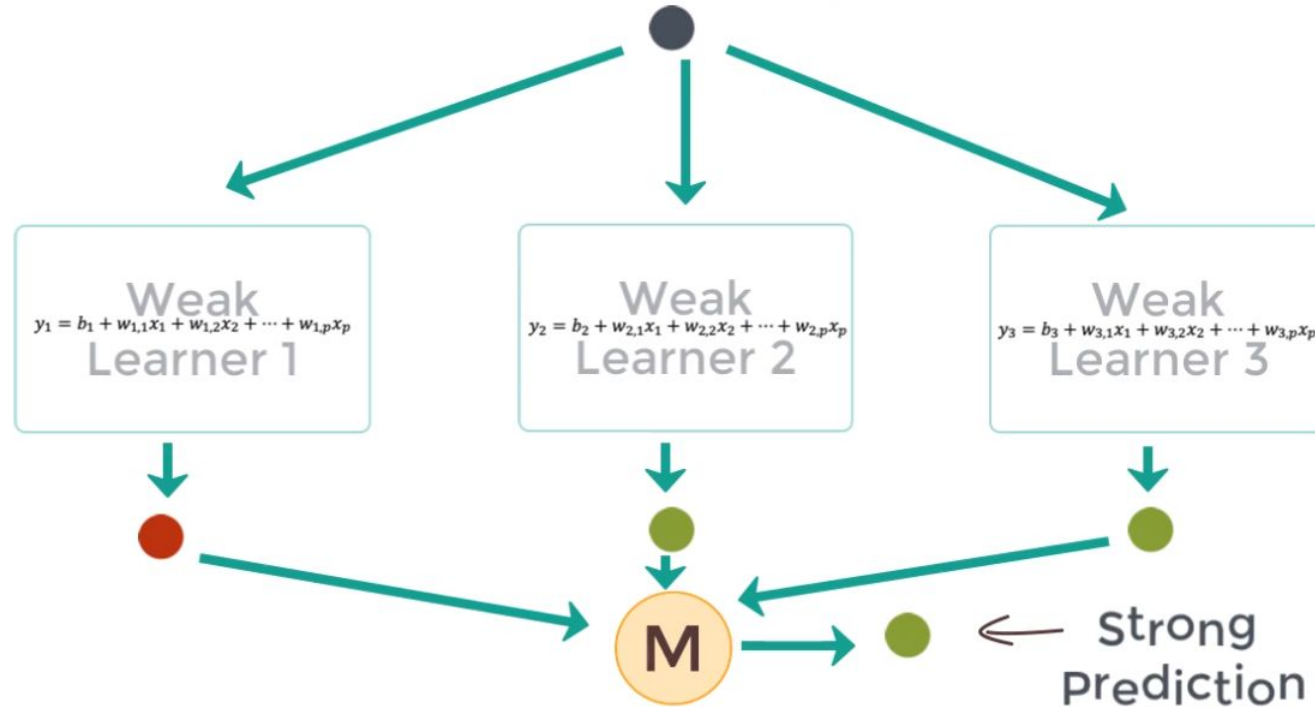 Weak
y₁ = b₁ + w₁,₁x₁ + w₁,₂x₂ + ⋯ + w₁,ₚxₚ
Learner 1
Weak
y₂ = b₂ + w₂,₁x₁ + w₂,₂x₂ + ⋯ + w₂,ₚxₚ
Learner 2
Weak
y₃ = b₃ + w₃,₁x₁ + w₃,₂x₂ + ⋯ + w₃,ₚxₚ
Learner 3
M
Strong
Prediction